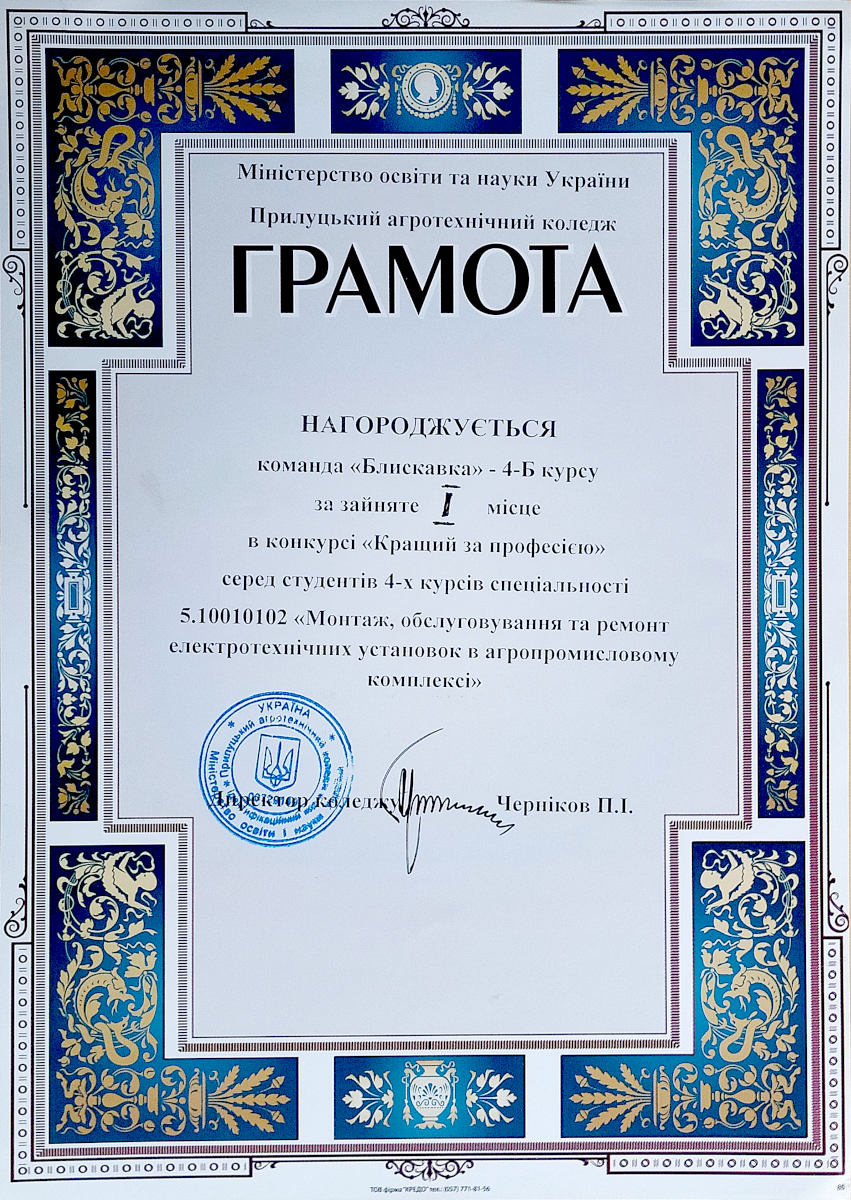 Міністерство освіти та науки України
Прилуцький агротехнічний коледж
ГРАМОТА
НАГОРОДЖУЄТЬСЯ
команда «Блискавка» - 4-Б курсу
за зайняте I місце
в конкурсі «Кращий за професією»
серед студентів 4-х курсів спеціальності
5.10010102 «Монтаж, обслуговування та ремонт
електротехнічних установок в агропромисловому
комплексі»
УКРАЇНА
Прилуцький агротехнічний
Міністерство освіти і науки
Директор коледжу Черніков П.І.
ТОВ фірма "КРЕДО" тел.: (057) 771-81-56